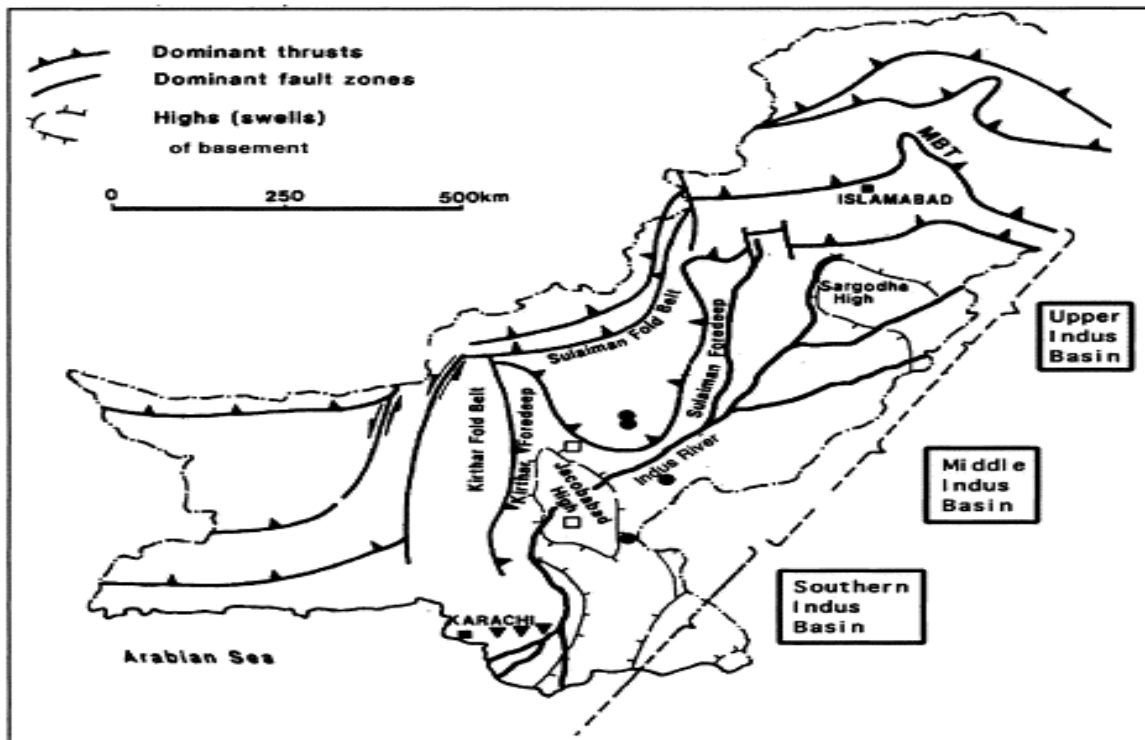 Dominant thrusts
Dominant fault zones
Highs (swells)
of basement
0 250 500km
MBT
ISLAMABAD
Sargodhe
High
Upper
Indus
Basin
Sulaiman Fold Belt
Sulaiman Foredeep
Kirthar Fold Belt
Kirthar Foredeep
Jacobabad
High
Indus River
Middle
Indus
Basin
Southern
Indus
Basin
KARACHI
Arabian Sea